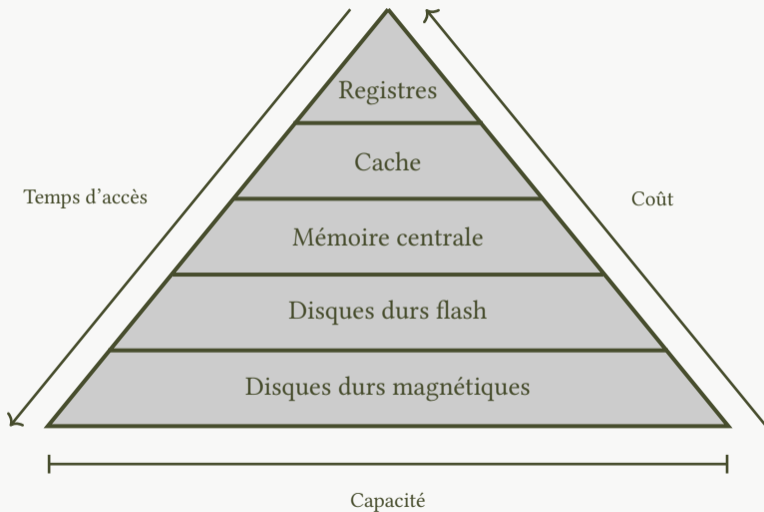 Registres
Cache
Temps d’accès
Coût
Mémoire centrale
Disques durs flash
Disques durs magnétiques
Capacité